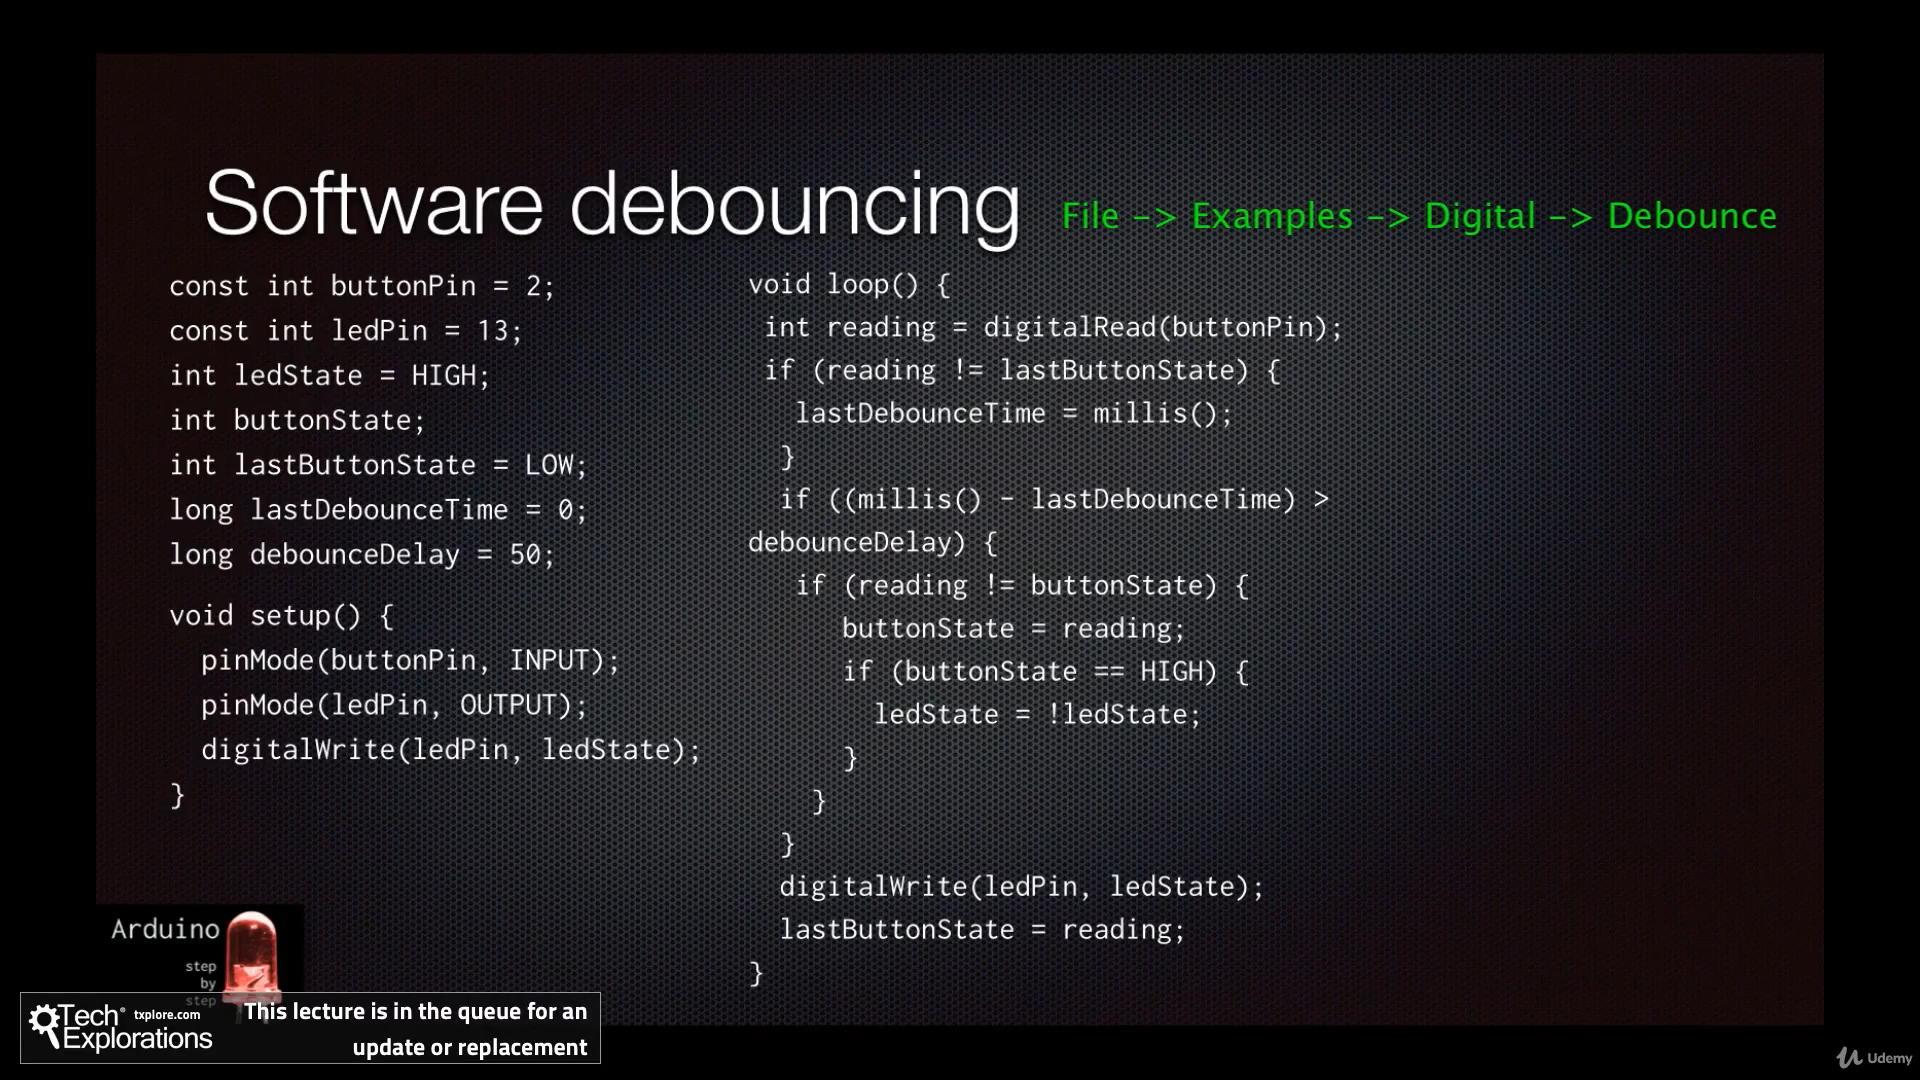 Software debouncing
File -> Examples -> Digital -> Debounce
const int buttonPin = 2;
const int ledPin = 13;
int ledState = HIGH;
int buttonState;
int lastButtonState = LOW;
long lastDebounceTime = 0;
long debounceDelay = 50;
void setup() {
  pinMode(buttonPin, INPUT);
  pinMode(ledPin, OUTPUT);
  digitalWrite(ledPin, ledState);
}
void loop() {
 int reading = digitalRead(buttonPin);
 if (reading != lastButtonState) {
   lastDebounceTime = millis();
  }
  if ((millis() - lastDebounceTime) >
debounceDelay) {
   if (reading != buttonState) {
      buttonState = reading;
      if (buttonState == HIGH) {
        ledState = !ledState;
      }
    }
  }
  digitalWrite(ledPin, ledState);
  lastButtonState = reading;
}
Arduino
step
by
step
Tech txplore.com
Explorations
This lecture is in the queue for an
update or replacement
Udemy